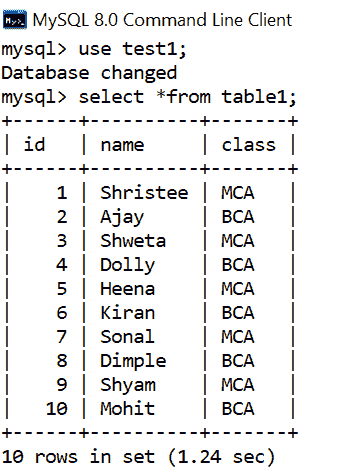 MySQL 8.0 Command Line Client
mysql> use test1;
Database changed
mysql> select *from table1;
+------+----------+-------+
| id   | name     | class |
+------+----------+-------+
|    1 | Shristee | MCA   |
|    2 | Ajay     | BCA   |
|    3 | Shweta   | MCA   |
|    4 | Dolly    | BCA   |
|    5 | Heena    | MCA   |
|    6 | Kiran    | BCA   |
|    7 | Sonal    | MCA   |
|    8 | Dimple   | BCA   |
|    9 | Shyam    | MCA   |
|   10 | Mohit    | BCA   |
+------+----------+-------+
10 rows in set (1.24 sec)